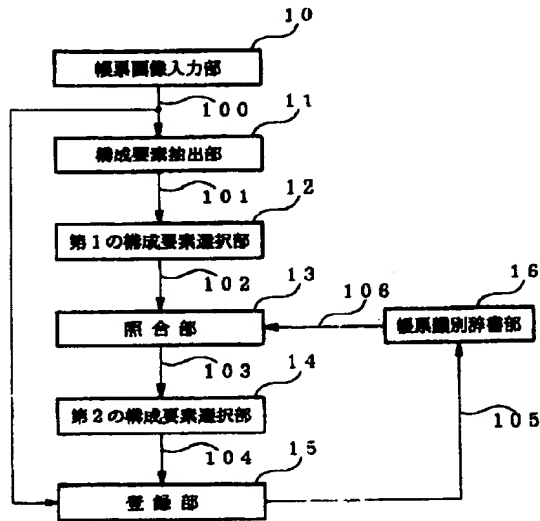 10
帳票画像入力部
100
11
構成要素抽出部
101
12
第1の構成要素選択部
102
13
照合部
106
16
帳票識別辞書部
103
14
第2の構成要素選択部
105
104
15
登録部